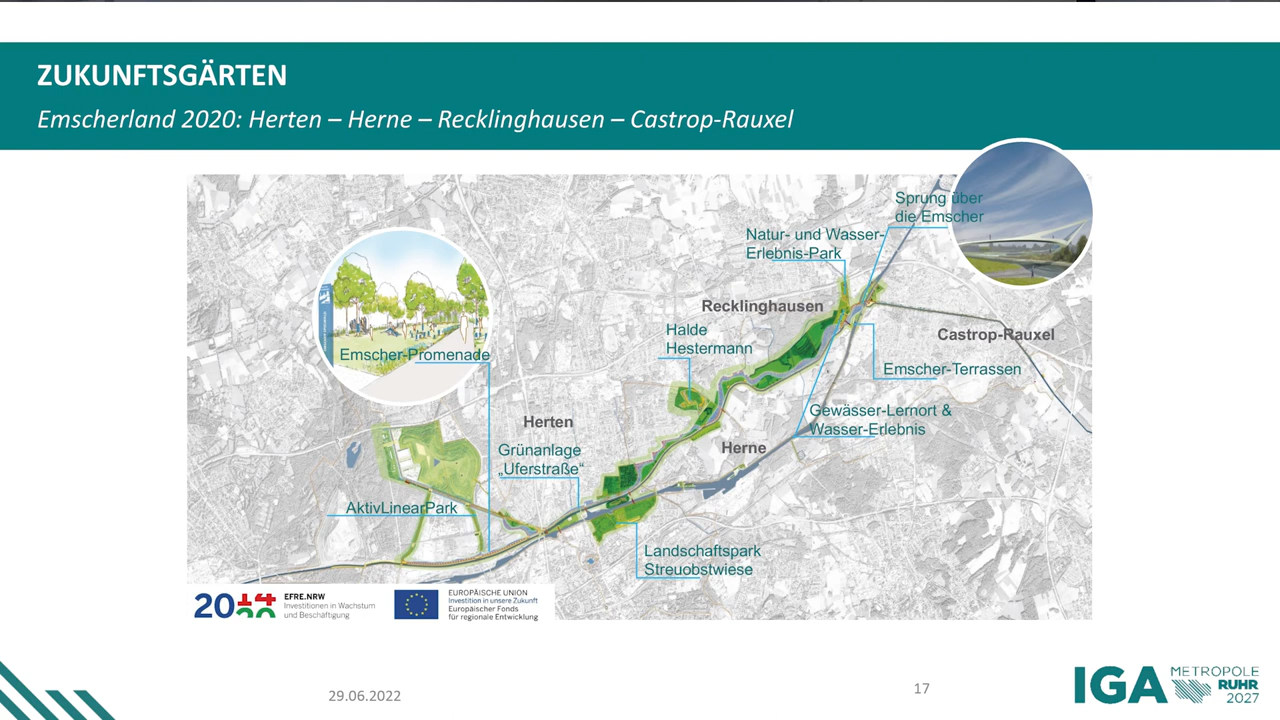 ZUKUNFTSGÄRTEN
Emscherland 2020: Herten – Herne – Recklinghausen – Castrop-Rauxel
Sprung über
die Emscher
Natur- und Wasser-
Erlebnis-Park
Recklinghausen
Castrop-Rauxel
Halde
Hestermann
Emscher-Promenade
Emscher-Terrassen
Gewässer-Lernort &
Wasser-Erlebnis
Herten
Herne
Grünanlage
„Uferstraße“
AktivLinearPark
Landschaftspark
Streuobstwiese
EFRE.NRW
Investitionen in Wachstum
und Beschäftigung
EUROPÄISCHE UNION
Investition in unsere Zukunft
Europäischer Fonds
für regionale Entwicklung
29.06.2022
17
IGA
METROPOLE
RUHR
2027